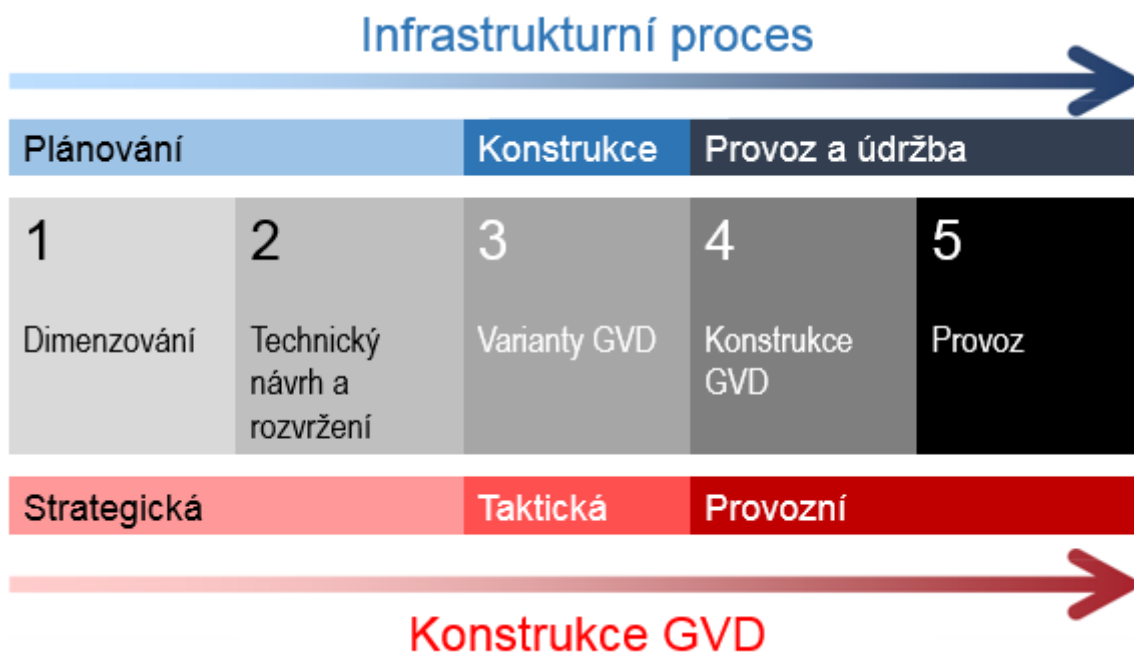 Infrastrukturní proces
Plánování
Konstrukce
Provoz a údržba
1
Dimenzování
2
Technický
návrh a
rozvržení
3
Varianty GVD
4
Konstrukce
GVD
5
Provoz
Strategická
Taktická
Provozní
Konstrukce GVD